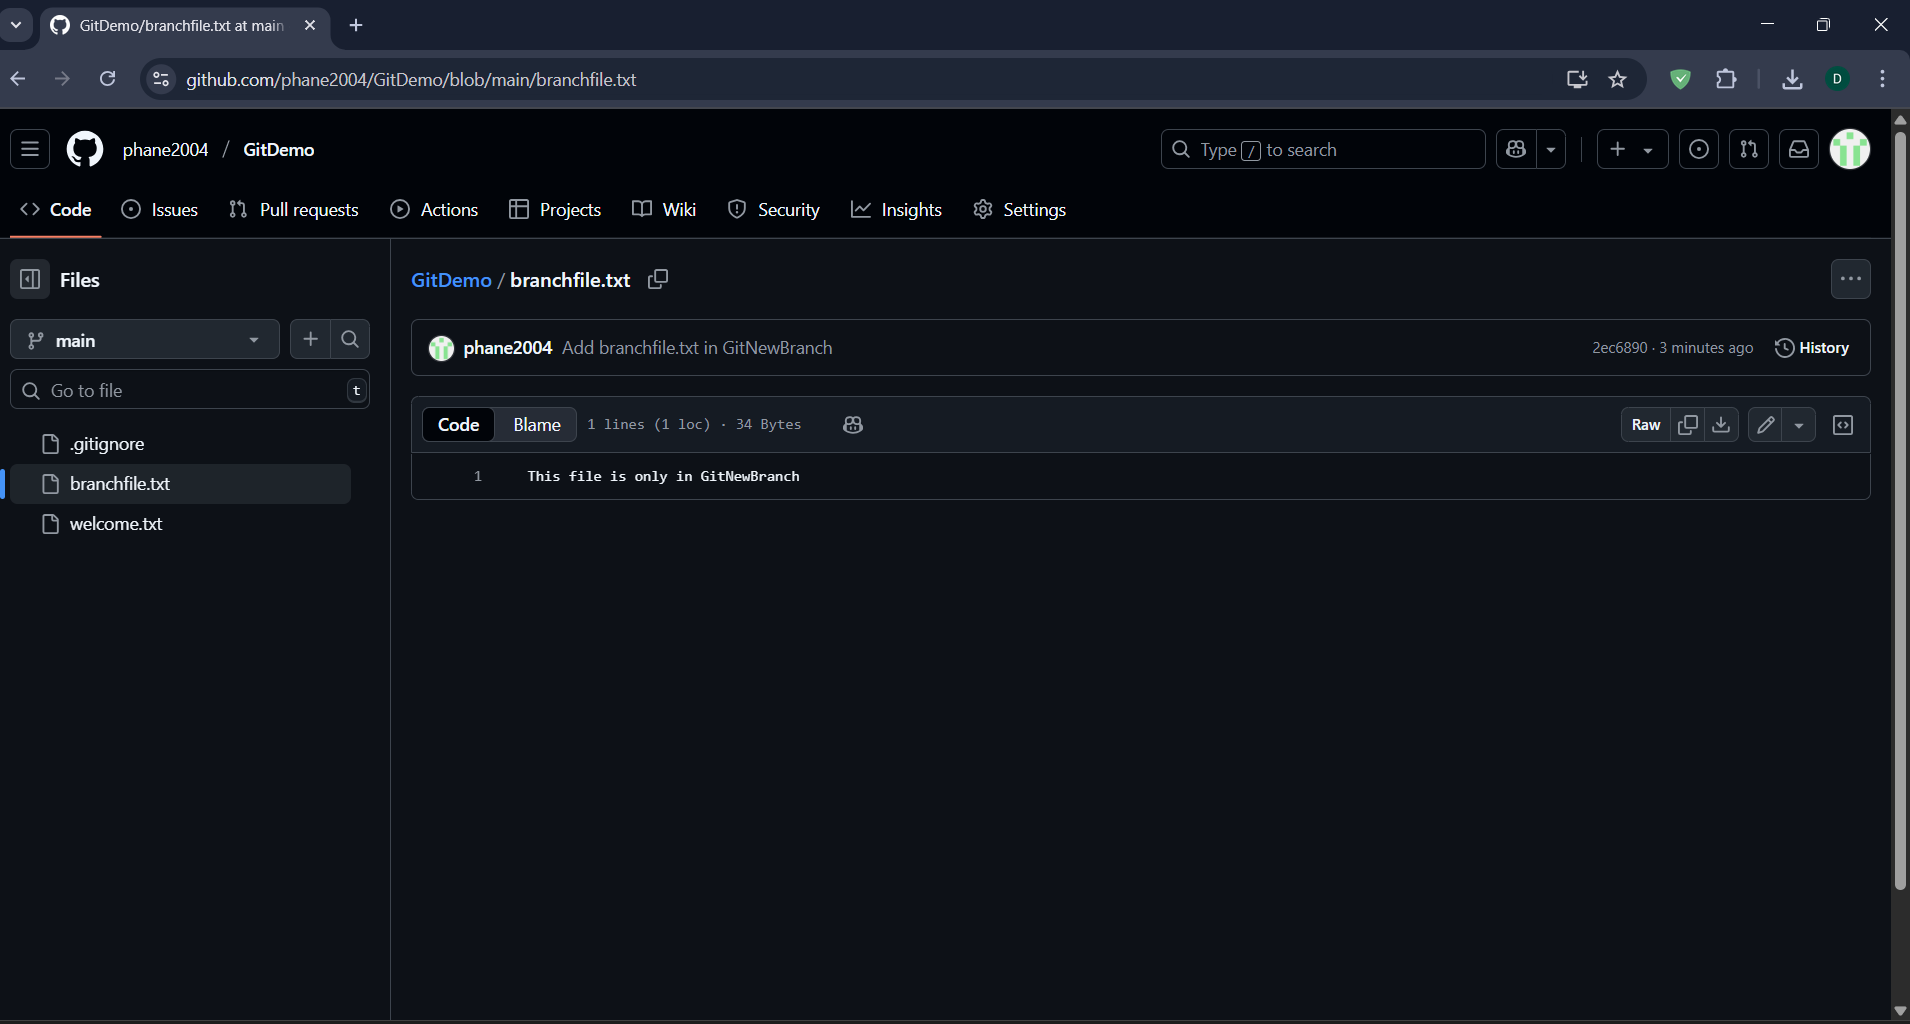 GitDemo/branchfile.txt at main
github.com/phane2004/GitDemo/blob/main/branchfile.txt
D
phane2004 / GitDemo
Type / to search
Code Issues Pull requests Actions Projects Wiki Security Insights Settings
Files
main
Go to file t
.gitignore
branchfile.txt
welcome.txt
GitDemo / branchfile.txt
phane2004 Add branchfile.txt in GitNewBranch 2ec6890 · 3 minutes ago History
Code Blame 1 lines (1 loc) · 34 Bytes Raw
1 This file is only in GitNewBranch